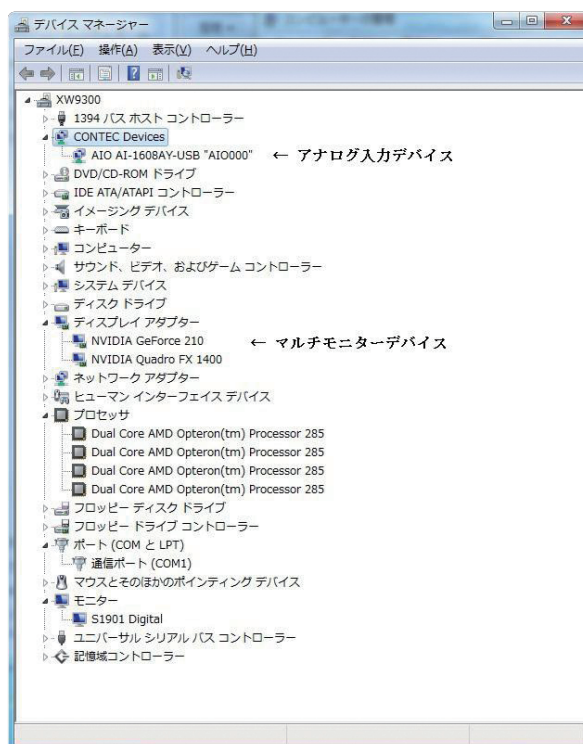 デバイス マネージャー
ファイル(F) 操作(A) 表示(V) ヘルプ(H)
XW9300
1394 バス ホスト コントローラー
CONTEC Devices
AIO AI-1608AY-USB "AIO000" ← アナログ入力デバイス
DVD/CD-ROM ドライブ
IDE ATA/ATAPI コントローラー
イメージング デバイス
キーボード
コンピューター
サウンド、ビデオ、およびゲーム コントローラー
システム デバイス
ディスク ドライブ
ディスプレイ アダプター
NVIDIA GeForce 210 ← マルチモニターデバイス
NVIDIA Quadro FX 1400
ネットワーク アダプター
ヒューマン インターフェイス デバイス
プロセッサ
Dual Core AMD Opteron(tm) Processor 285
Dual Core AMD Opteron(tm) Processor 285
Dual Core AMD Opteron(tm) Processor 285
Dual Core AMD Opteron(tm) Processor 285
フロッピー ディスク ドライブ
フロッピー ドライブ コントローラー
ポート (COM と LPT)
通信ポート (COM1)
マウスとそのほかのポインティング デバイス
モニター
S1901 Digital
ユニバーサル シリアル バス コントローラー
記憶域コントローラー